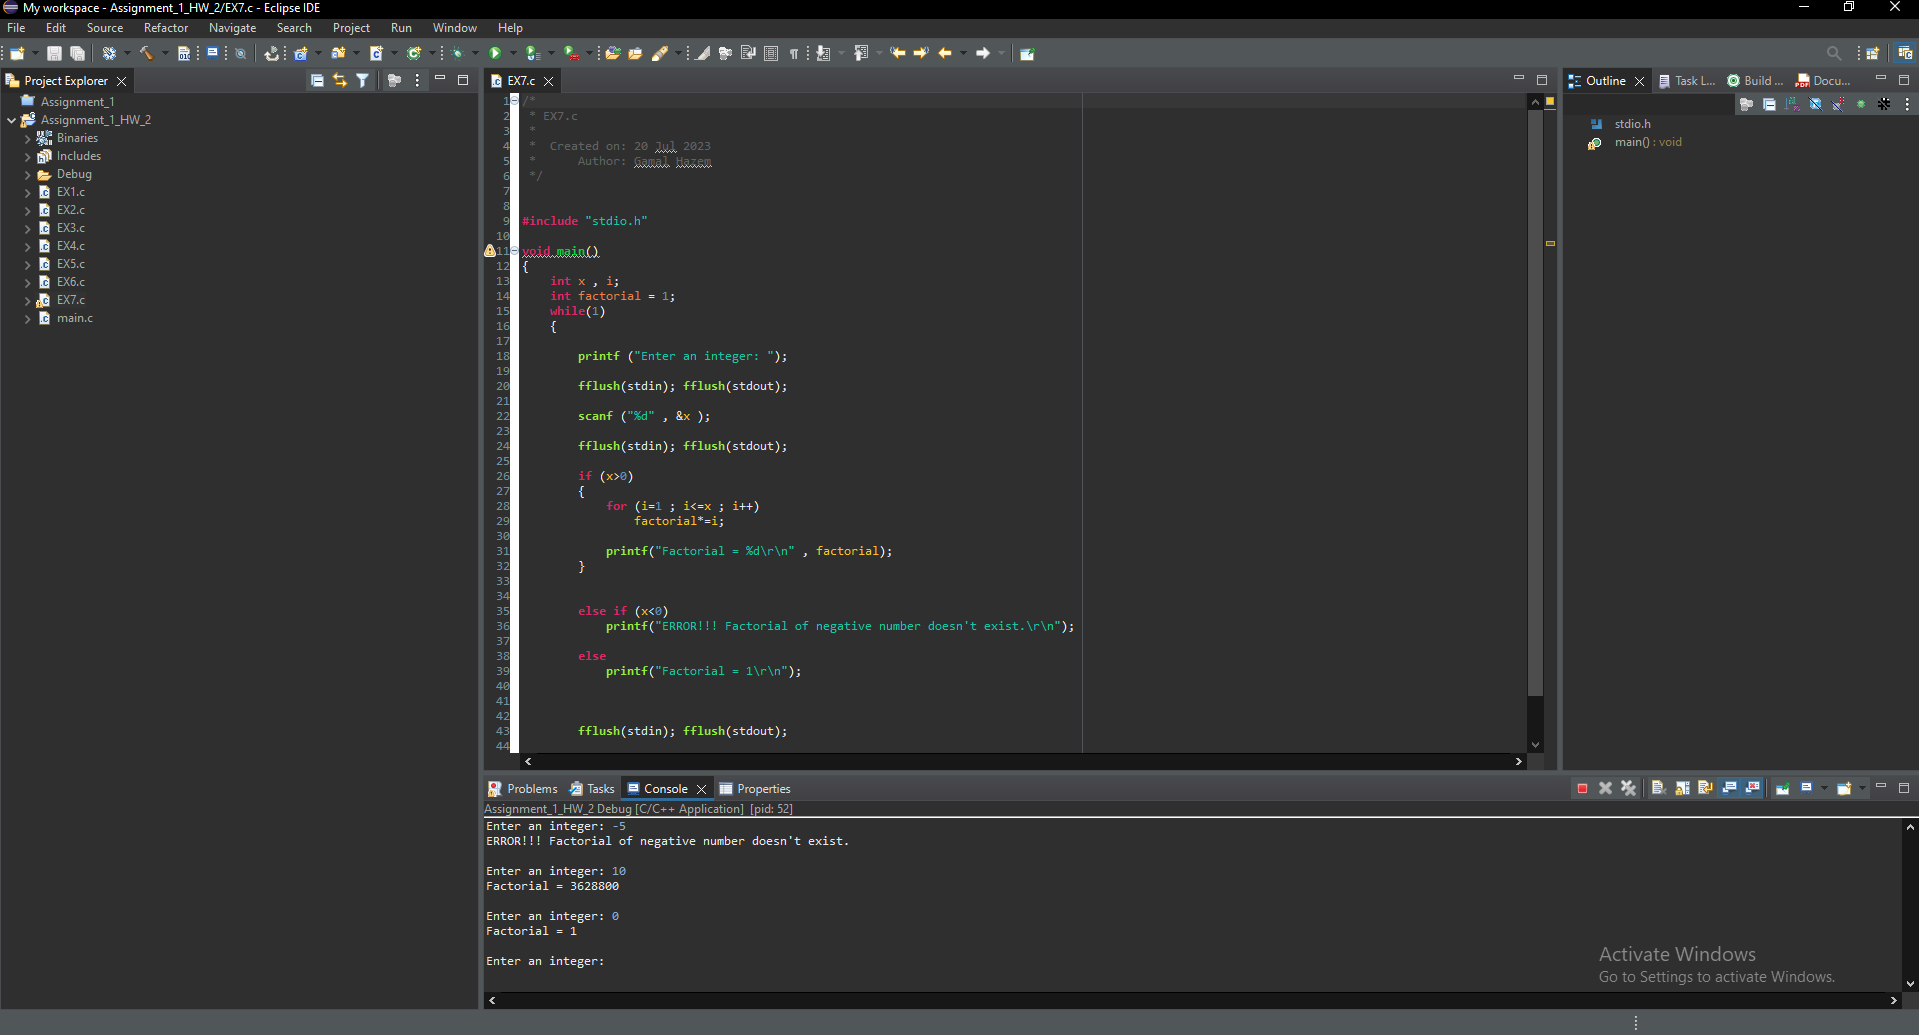 My workspace - Assignment_1_HW_2/EX7.c - Eclipse IDE
File Edit Source Refactor Navigate Search Project Run Window Help
Project Explorer
Assignment_1
Assignment_1_HW_2
Binaries
Includes
Debug
EX1.c
EX2.c
EX3.c
EX4.c
EX5.c
EX6.c
EX7.c
main.c
EX7.c
1 /*
2 * EX7.c
3 *
4 * Created on: 20 Jul 2023
5 * Author: Gamal Hazem
6 */
7
8
9 #include "stdio.h"
10
11 void main()
12 {
13 int x , i;
14 int factorial = 1;
15 while(1)
16 {
17
18 printf ("Enter an integer: ");
19
20 fflush(stdin); fflush(stdout);
21
22 scanf ("%d" , &x );
23
24 fflush(stdin); fflush(stdout);
25
26 if (x>0)
27 {
28 for (i=1 ; i<=x ; i++)
29 factorial*=i;
30
31 printf("Factorial = %d\r\n" , factorial);
32 }
33
34
35 else if (x<0)
36 printf("ERROR!!! Factorial of negative number doesn't exist.\r\n");
37
38 else
39 printf("Factorial = 1\r\n");
40
41
42
43 fflush(stdin); fflush(stdout);
44
Outline Task L... Build ... Docu...
stdio.h
main() : void
Problems Tasks Console Properties
Assignment_1_HW_2 Debug [C/C++ Application] [pid: 52]
Enter an integer: -5
ERROR!!! Factorial of negative number doesn't exist.
Enter an integer: 10
Factorial = 3628800
Enter an integer: 0
Factorial = 1
Enter an integer:
Activate Windows
Go to Settings to activate Windows.